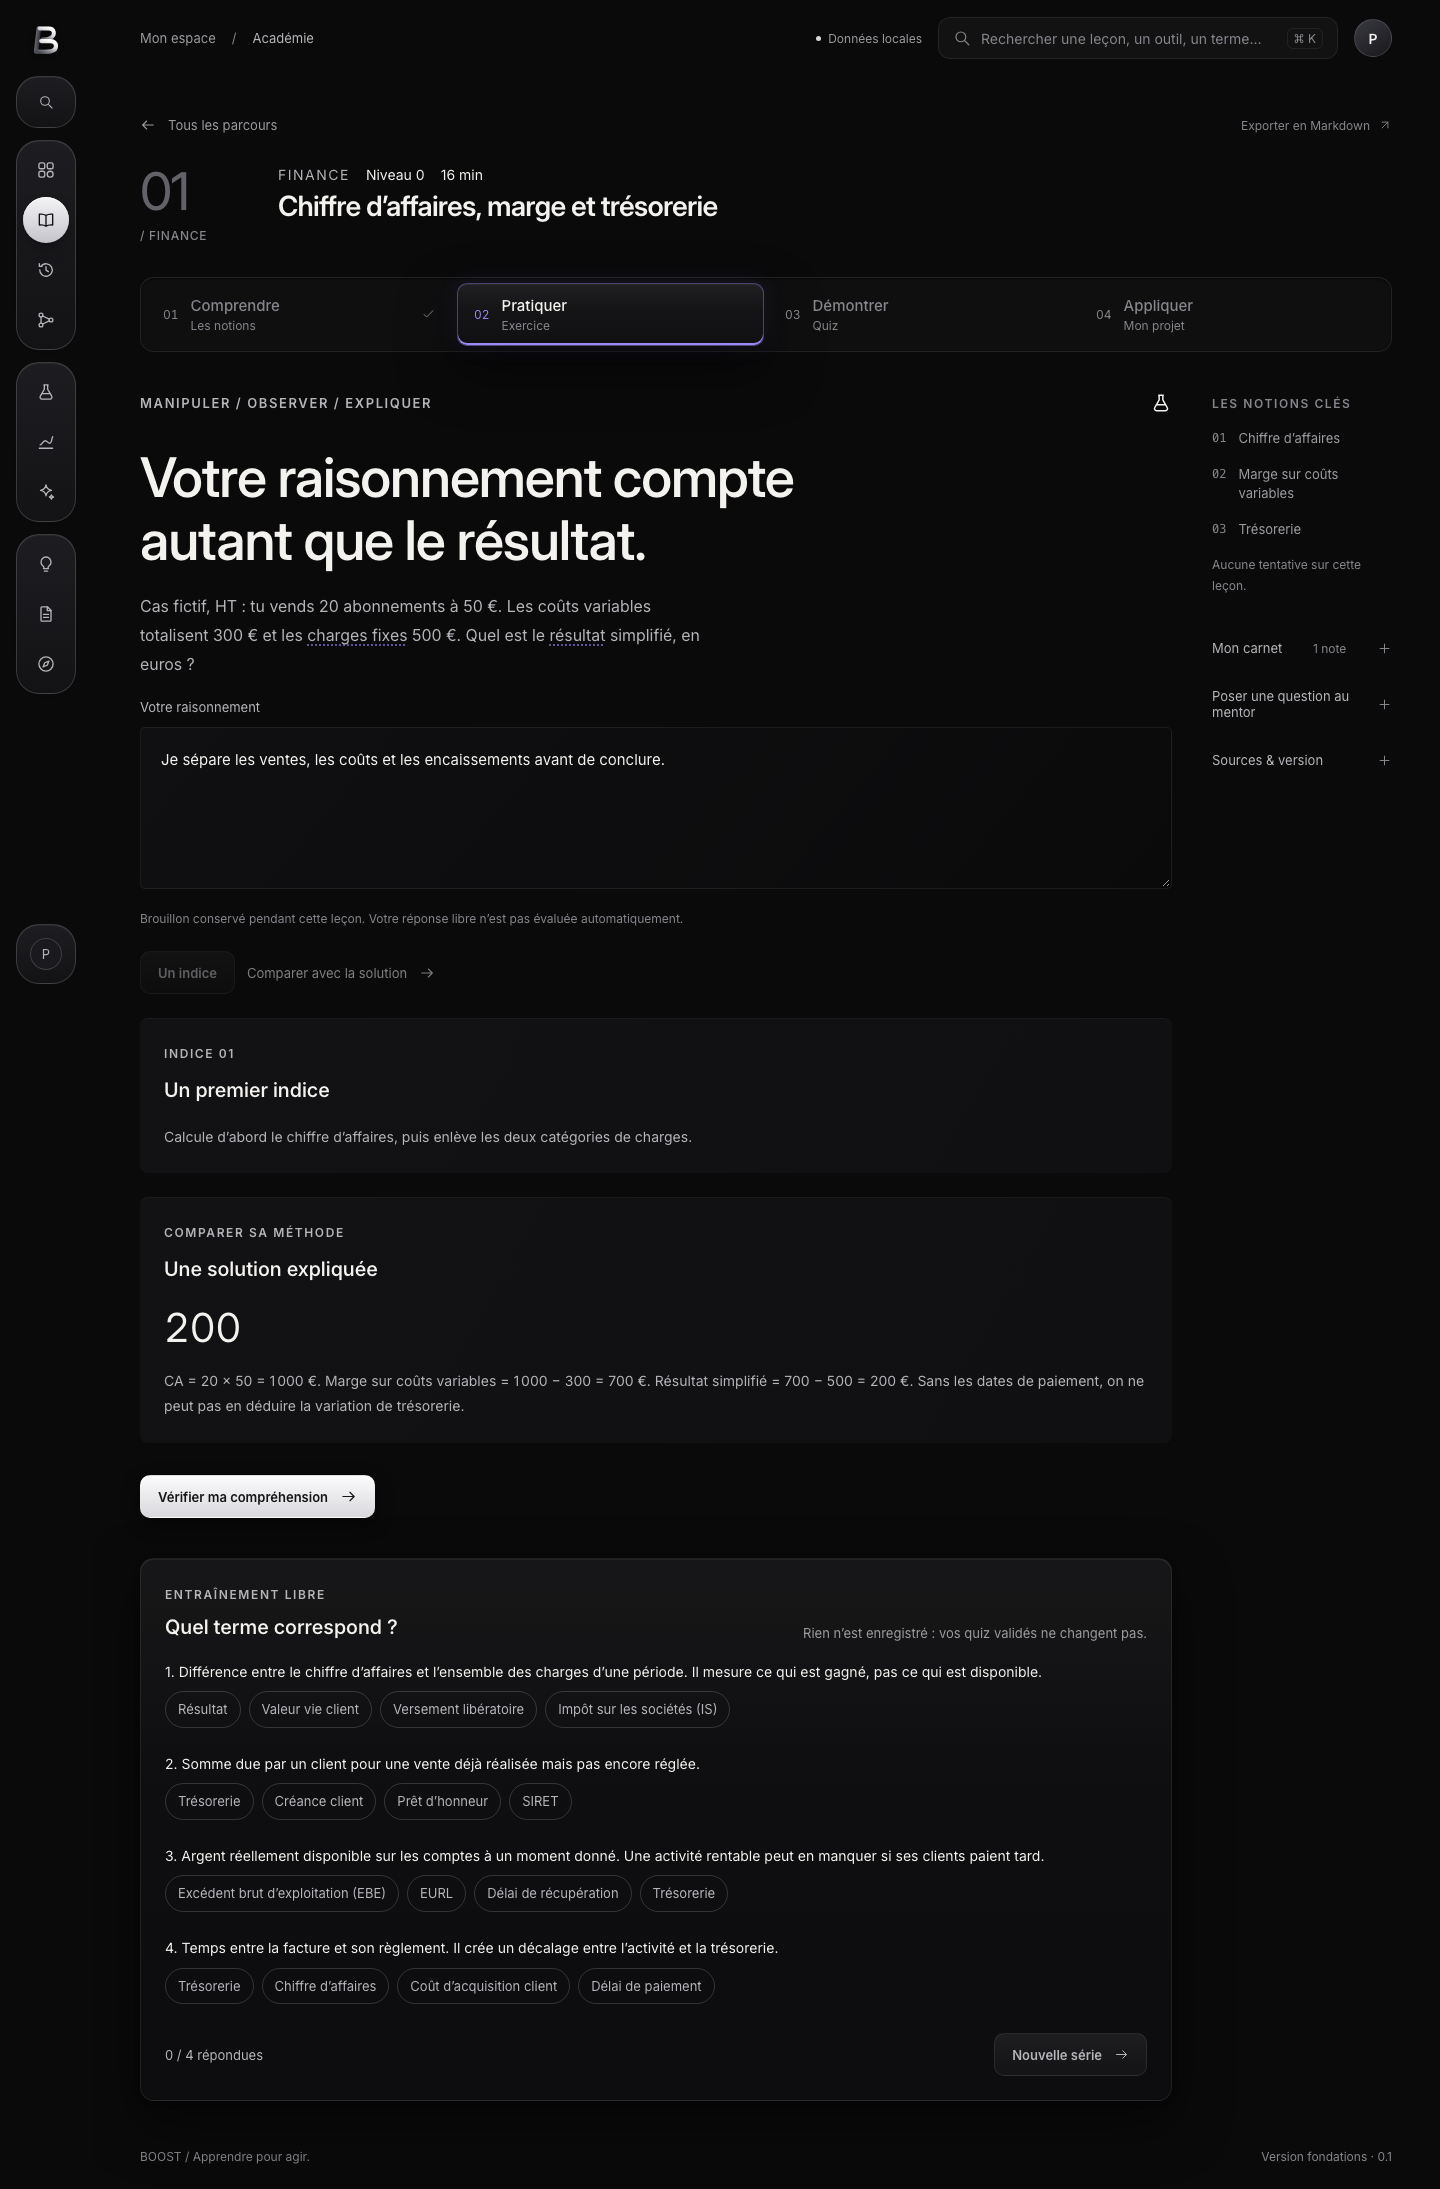 B
Mon espace / Académie
Données locales
Rechercher une leçon, un outil, un terme...
⌘ K
P
Tous les parcours
Exporter en Markdown
01
/ FINANCE
FINANCE Niveau 0 16 min
Chiffre d’affaires, marge et trésorerie
01 Comprendre
Les notions
02 Pratiquer
Exercice
03 Démontrer
Quiz
04 Appliquer
Mon projet
MANIPULER / OBSERVER / EXPLIQUER
Votre raisonnement compte
autant que le résultat.
Cas fictif, HT : tu vends 20 abonnements à 50 €. Les coûts variables
totalisent 300 € et les charges fixes 500 €. Quel est le résultat simplifié, en
euros ?
Votre raisonnement
Je sépare les ventes, les coûts et les encaissements avant de conclure.
Brouillon conservé pendant cette leçon. Votre réponse libre n’est pas évaluée automatiquement.
Un indice
Comparer avec la solution
INDICE 01
Un premier indice
Calcule d’abord le chiffre d’affaires, puis enlève les deux catégories de charges.
COMPARER SA MÉTHODE
Une solution expliquée
200
CA = 20 × 50 = 1 000 €. Marge sur coûts variables = 1 000 − 300 = 700 €. Résultat simplifié = 700 − 500 = 200 €. Sans les dates de paiement, on ne
peut pas en déduire la variation de trésorerie.
Vérifier ma compréhension
ENTRAÎNEMENT LIBRE
Quel terme correspond ?
Rien n’est enregistré : vos quiz validés ne changent pas.
1. Différence entre le chiffre d’affaires et l’ensemble des charges d’une période. Il mesure ce qui est gagné, pas ce qui est disponible.
Résultat
Valeur vie client
Versement libératoire
Impôt sur les sociétés (IS)
2. Somme due par un client pour une vente déjà réalisée mais pas encore réglée.
Trésorerie
Créance client
Prêt d’honneur
SIRET
3. Argent réellement disponible sur les comptes à un moment donné. Une activité rentable peut en manquer si ses clients paient tard.
Excédent brut d’exploitation (EBE)
EURL
Délai de récupération
Trésorerie
4. Temps entre la facture et son règlement. Il crée un décalage entre l’activité et la trésorerie.
Trésorerie
Chiffre d’affaires
Coût d’acquisition client
Délai de paiement
0 / 4 répondues
Nouvelle série
LES NOTIONS CLÉS
01 Chiffre d’affaires
02 Marge sur coûts
variables
03 Trésorerie
Aucune tentative sur cette
leçon.
Mon carnet 1 note +
Poser une question au
mentor +
Sources & version +
P
BOOST / Apprendre pour agir.
Version fondations · 0.1